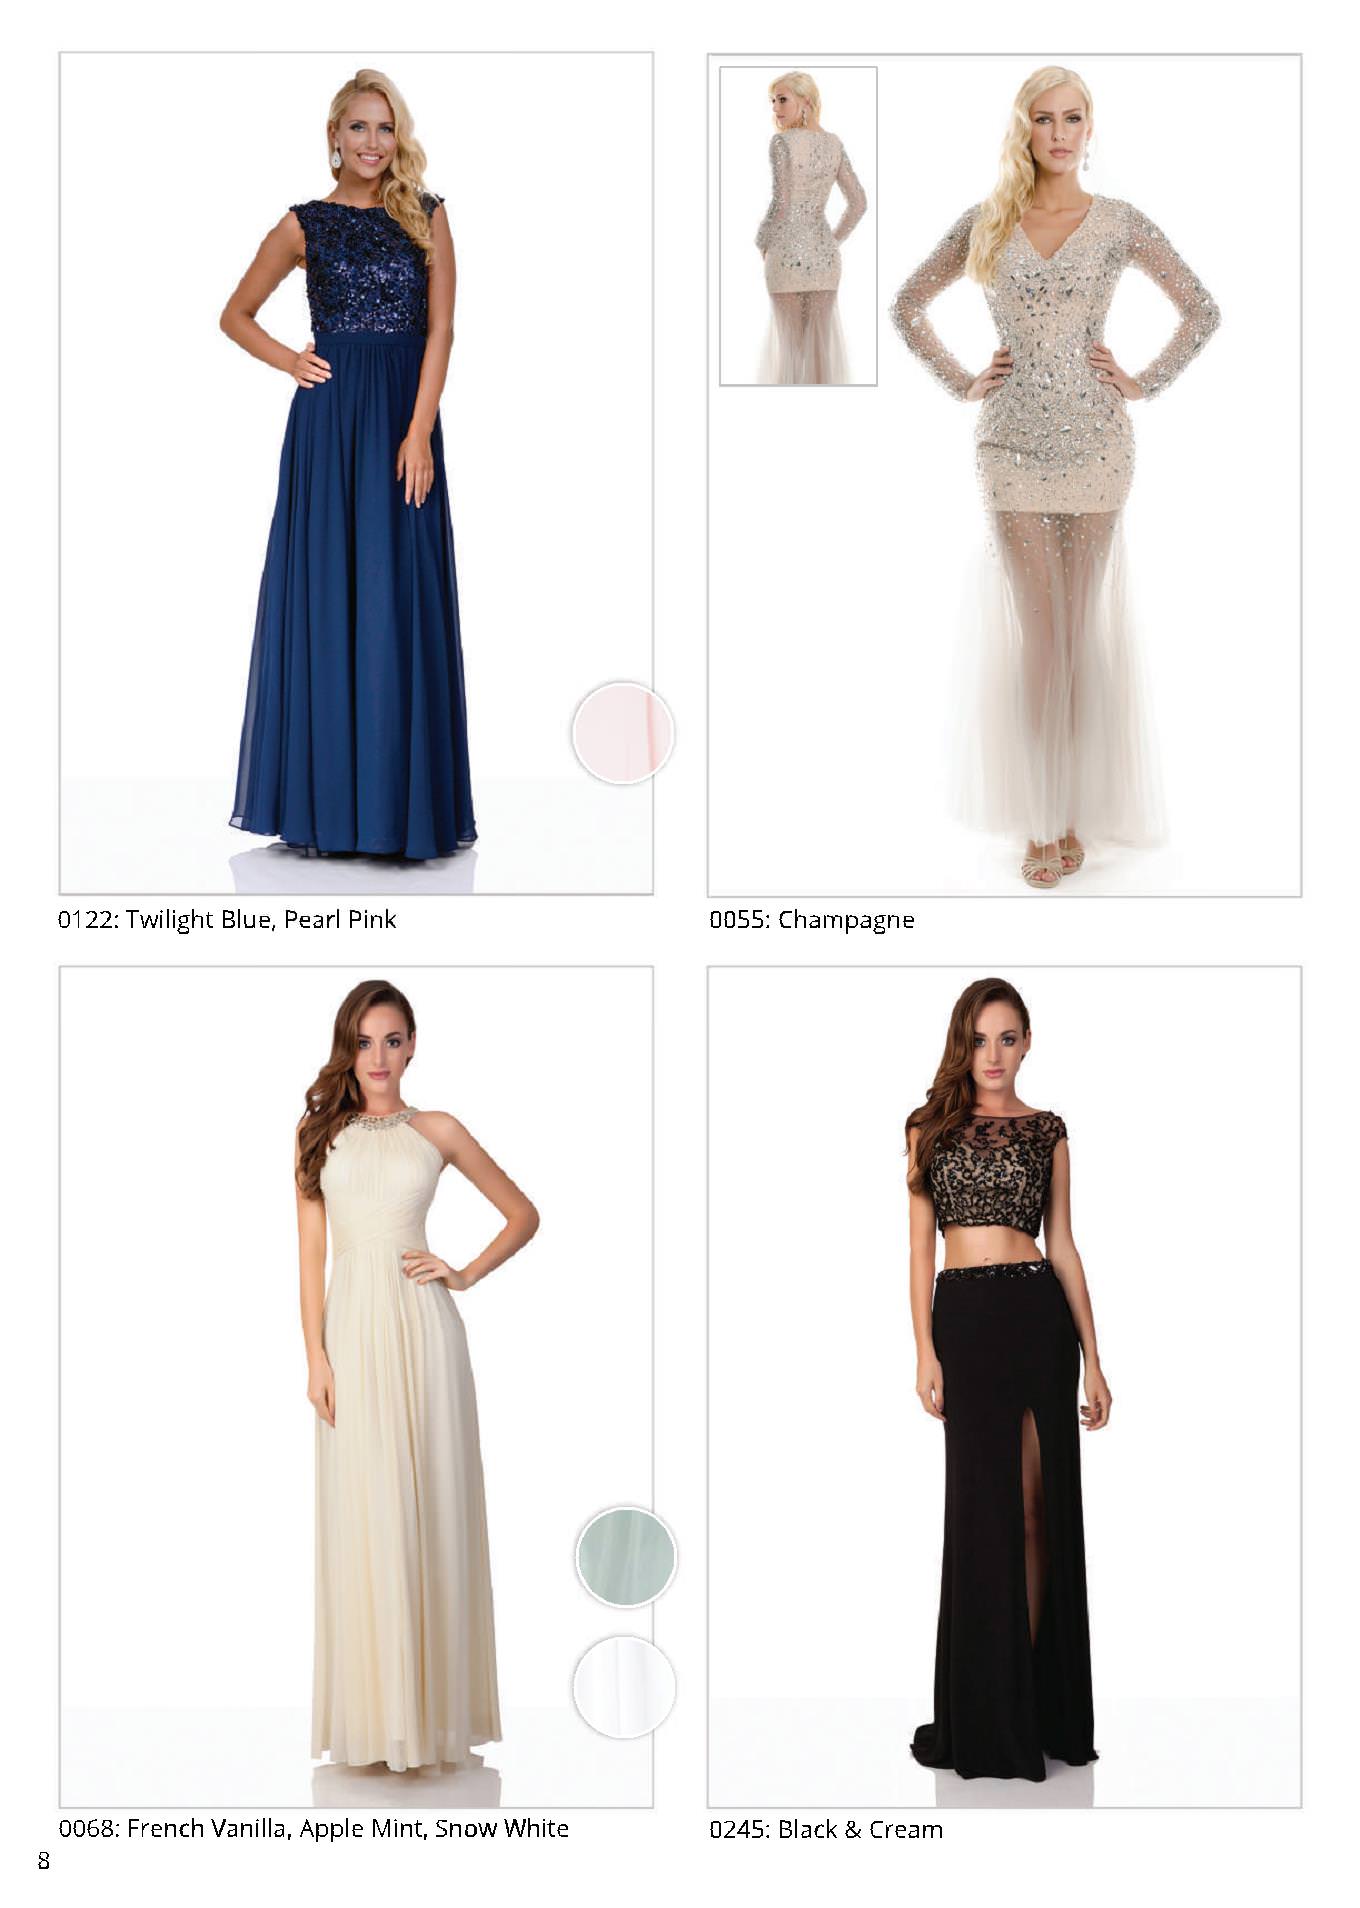 0122: Twilight Blue, Pearl Pink
0055: Champagne
0068: French Vanilla, Apple Mint, Snow White
0245: Black & Cream
8